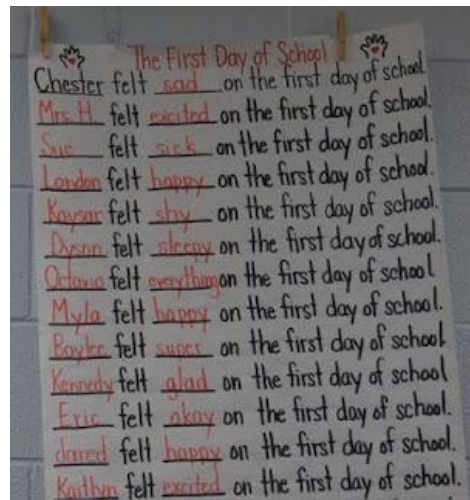 The First Day of School
Chester felt sad on the first day of school.
Mrs. H. felt excited on the first day of school.
Sue felt sick on the first day of school.
London felt happy on the first day of school.
Kaysar felt shy on the first day of school.
Dyson felt sleepy on the first day of school.
Octavia felt everything on the first day of school
Myla felt happy on the first day of school.
Baylee felt super on the first day of school
Kennedy felt glad on the first day of school.
Eric felt okay on the first day of school.
Jared felt happy on the first day of school.
Kaitlyn felt excited on the first day of school.